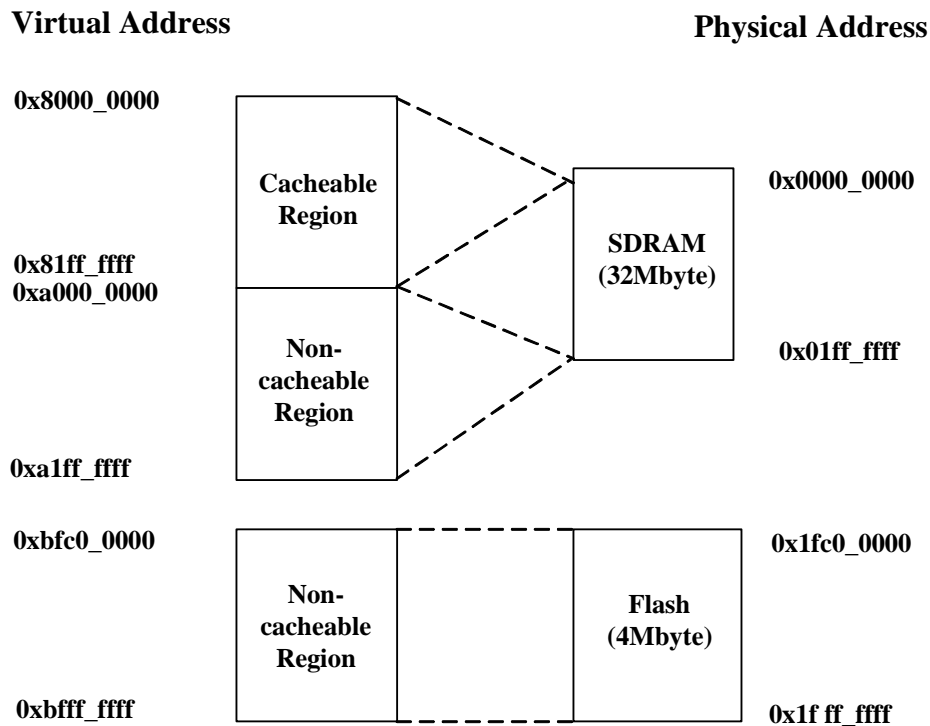 Virtual Address
Physical Address
0x8000_0000
Cacheable
Region
0x0000_0000
SDRAM
(32Mbyte)
0x81ff_ffff
0xa000_0000
Non-
cacheable
Region
0x01ff_ffff
0xa1ff_ffff
0xbfc0_0000
0x1fc0_0000
Non-
cacheable
Region
Flash
(4Mbyte)
0xbfff_ffff
0x1f ff_ffff